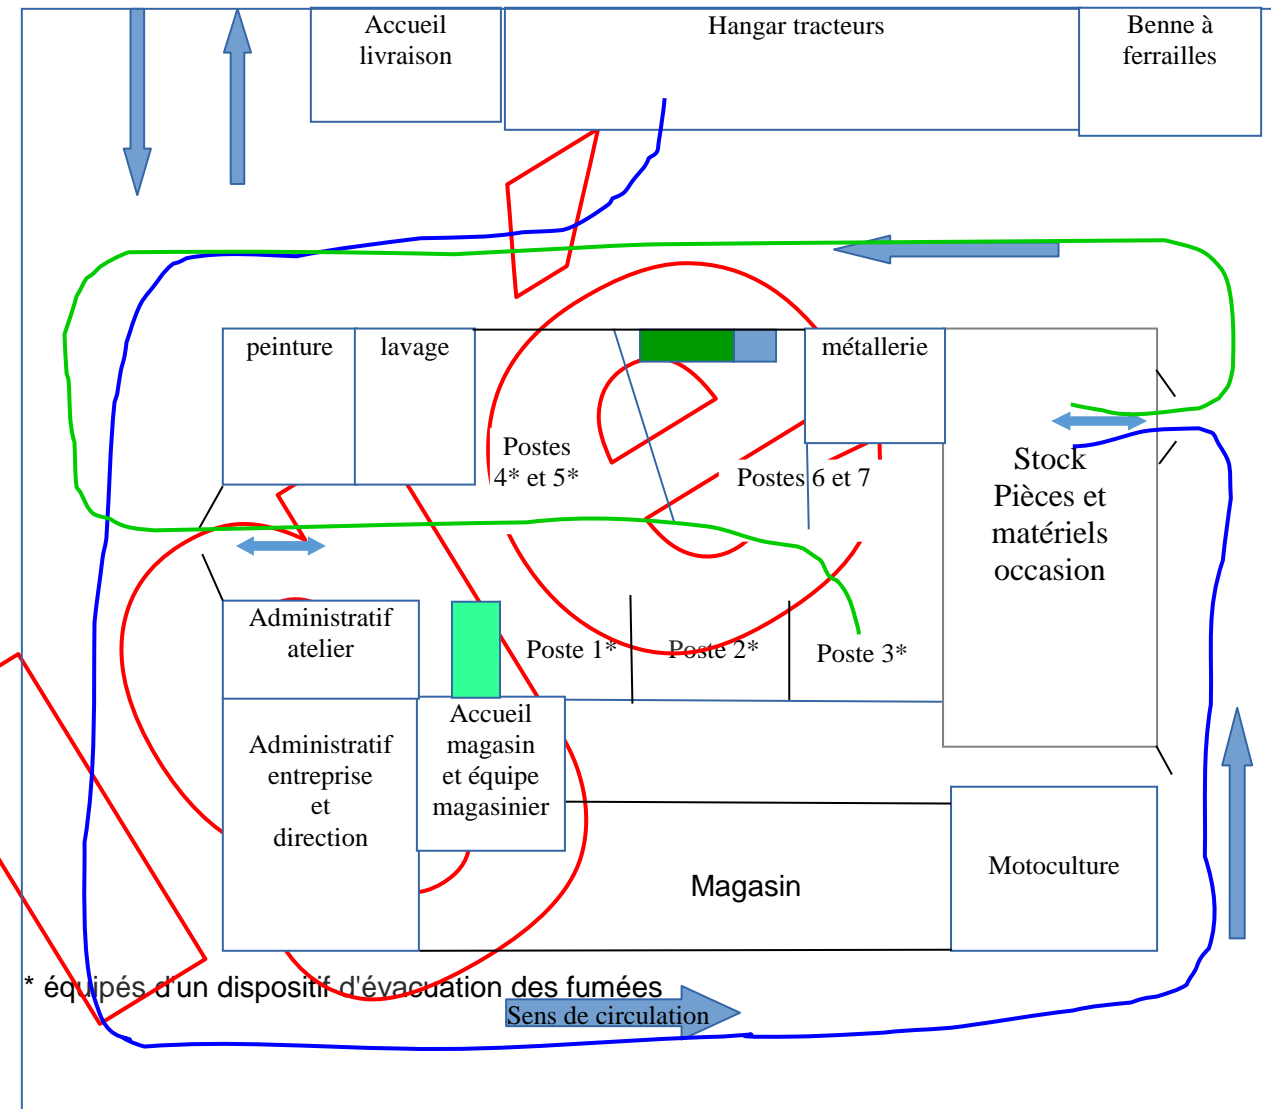 Accueil
livraison
Hangar tracteurs
Benne à
ferrailles
peinture
lavage
métallerie
Postes
4* et 5*
Postes 6 et 7
Stock
Pièces et
matériels
occasion
Administratif
atelier
Poste 1*
Poste 2*
Poste 3*
Administratif
entreprise
et
direction
Accueil
magasin
et équipe
magasinier
Magasin
Motoculture
* équipés d'un dispositif d'évacuation des fumées
Sens de circulation